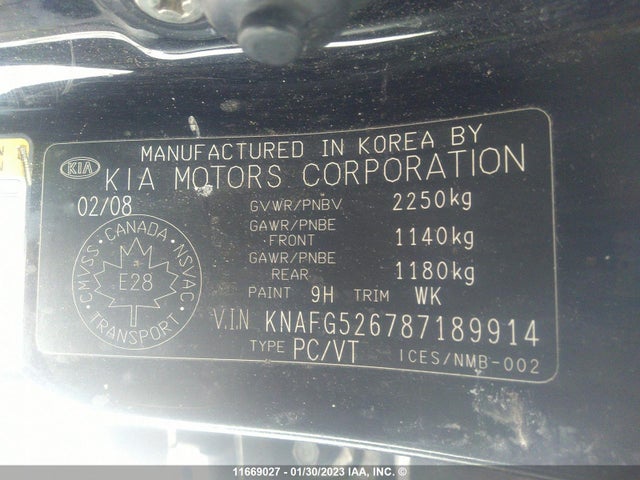 MANUFACTURED IN KOREA BY
KIA KIA MOTORS CORPORATION
02/08 GVWR/PNBV 2250kg
GAWR/PNBE
FRONT 1140kg
GAWR/PNBE
REAR 1180kg
CMVSS CANADA NSVAC
E28
TRANSPORT
PAINT 9H TRIM WK
V.I.N KNAFG526787189914
TYPE PC/VT ICES/NMB-002
11669027 - 01/30/2023 IAA, INC. ©